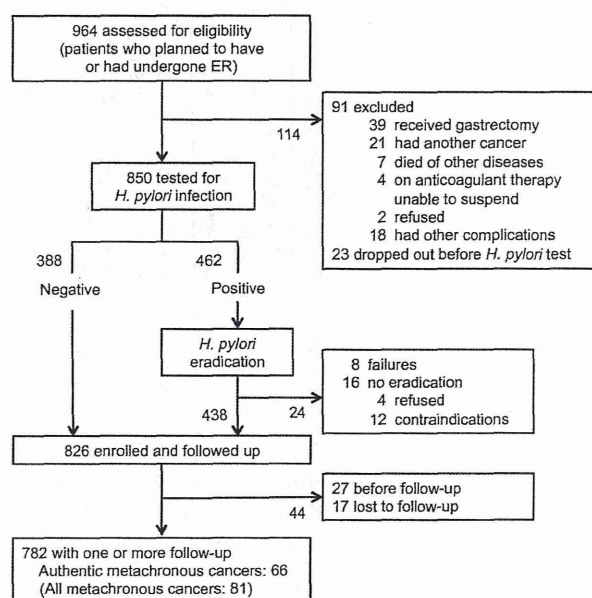 964 assessed for eligibility
(patients who planned to have
or had undergone ER)
114
91 excluded
39 received gastrectomy
21 had another cancer
7 died of other diseases
4 on anticoagulant therapy
unable to suspend
2 refused
18 had other complications
23 dropped out before H. pylori test
850 tested for
H. pylori infection
388
462
Negative
Positive
H. pylori
eradication
8 failures
16 no eradication
4 refused
12 contraindications
438
24
826 enrolled and followed up
27 before follow-up
17 lost to follow-up
44
782 with one or more follow-up
Authentic metachronous cancers: 66
(All metachronous cancers: 81)